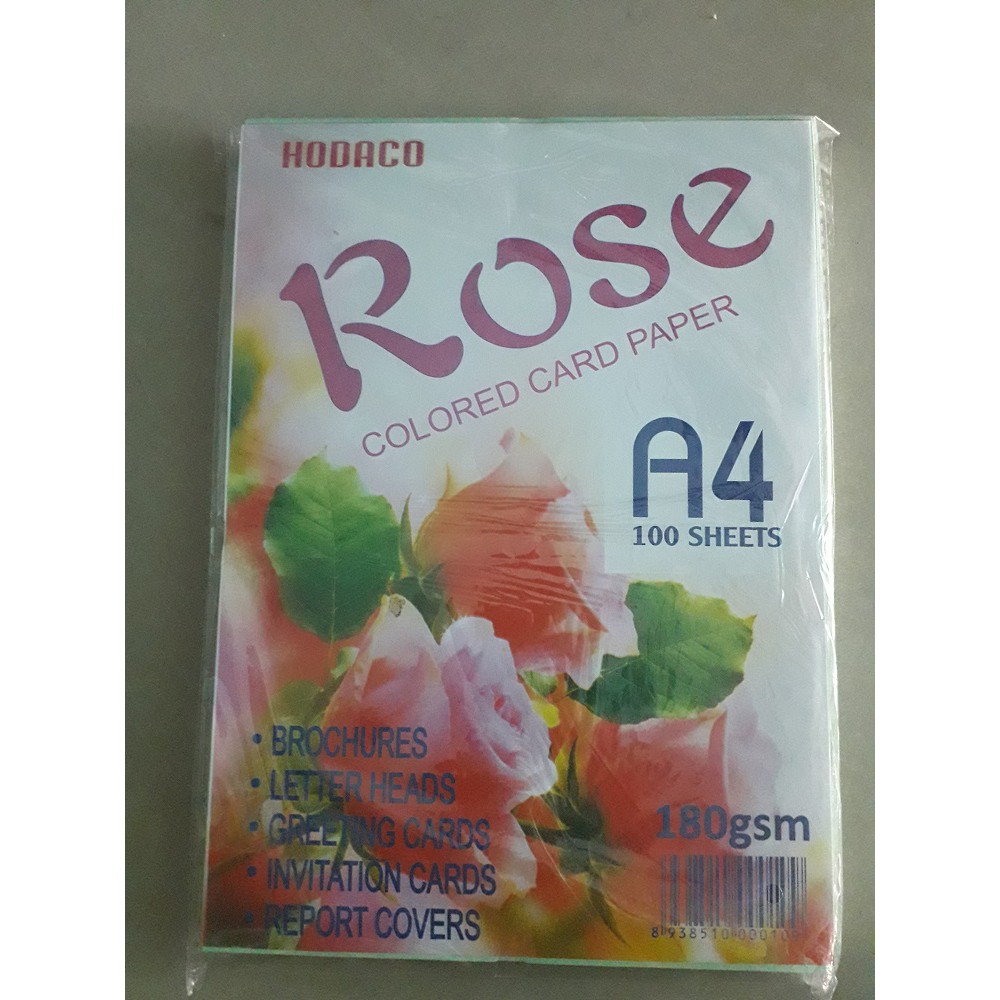 HODACO
Rose
COLORED CARD PAPER
A4
100 SHEETS
• BROCHURES
• LETTER HEADS
• GREETING CARDS
• INVITATION CARDS
• REPORT COVERS
180gsm